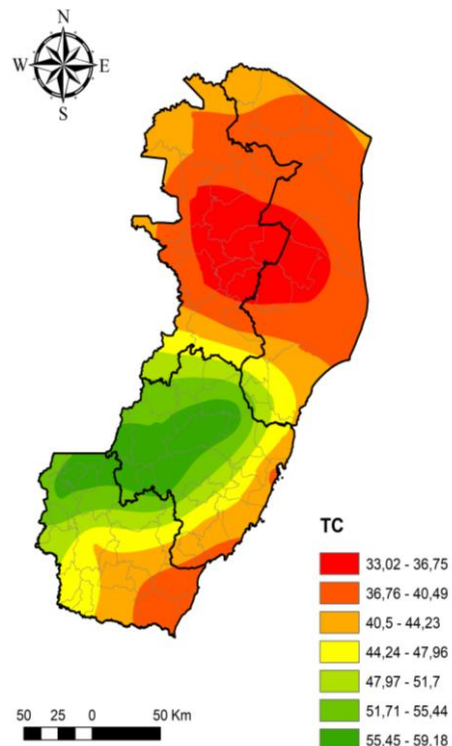 N
W E
S
TC
33,02 - 36,75
36,76 - 40,49
40,5 - 44,23
44,24 - 47,96
47,97 - 51,7
51,71 - 55,44
55,45 - 59,18
50 25 0 50 Km